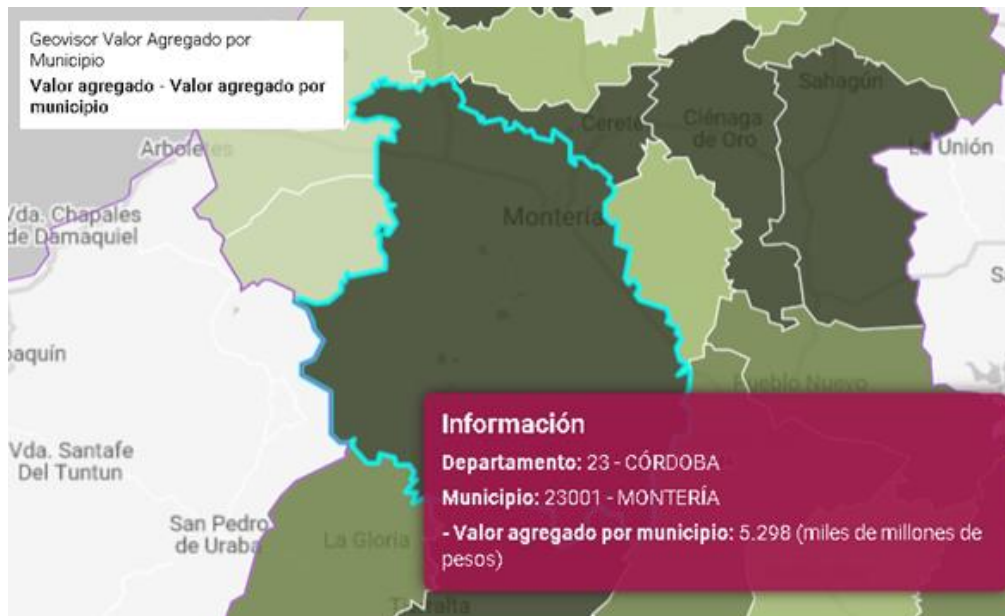 Geovisor Valor Agregado por
Municipio
Valor agregado - Valor agregado por
municipio
Sahagún
Cereté
Ciénaga
de Oro
Arboletes
La Unión
Vda. Chapales
de Damaquiel
Montería
Pueblo Nuevo
Información
Departamento: 23 - CÓRDOBA
Vda. Santafe
Del Tuntun
Municipio: 23001 - MONTERÍA
San Pedro
de Uraba
La Gloria
- Valor agregado por municipio: 5.298 (miles de millones de
pesos)